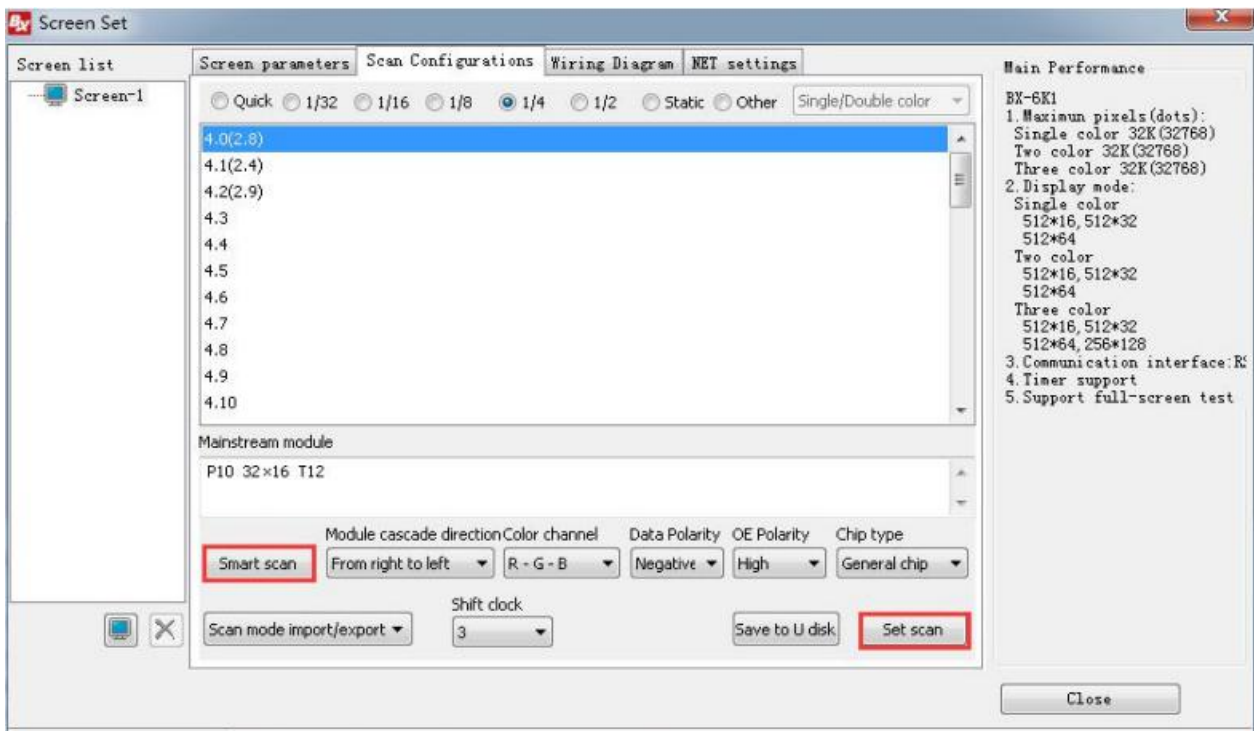 BX Screen Set
Screen list
Screen-1
Screen parameters Scan Configurations Wiring Diagram NET settings
Quick 1/32 1/16 1/8 1/4 1/2 Static Other Single/Double color
4.0(2.8)
4.1(2.4)
4.2(2.9)
4.3
4.4
4.5
4.6
4.7
4.8
4.9
4.10
Mainstream module
P10 32×16 T12
Module cascade direction Color channel Data Polarity OE Polarity Chip type
Smart scan From right to left R - G - B Negative High General chip
Shift clock
Scan mode import/export 3 Save to U disk Set scan
Main Performance
BX-6K1
1.Maximun pixels(dots):
Single color 32K(32768)
Two color 32K(32768)
Three color 32K(32768)
2.Display mode:
Single color
512*16,512*32
512*64
Two color
512*16,512*32
512*64
Three color
512*16,512*32
512*64,256*128
3.Communication interface:RS
4.Timer support
5.Support full-screen test
Close